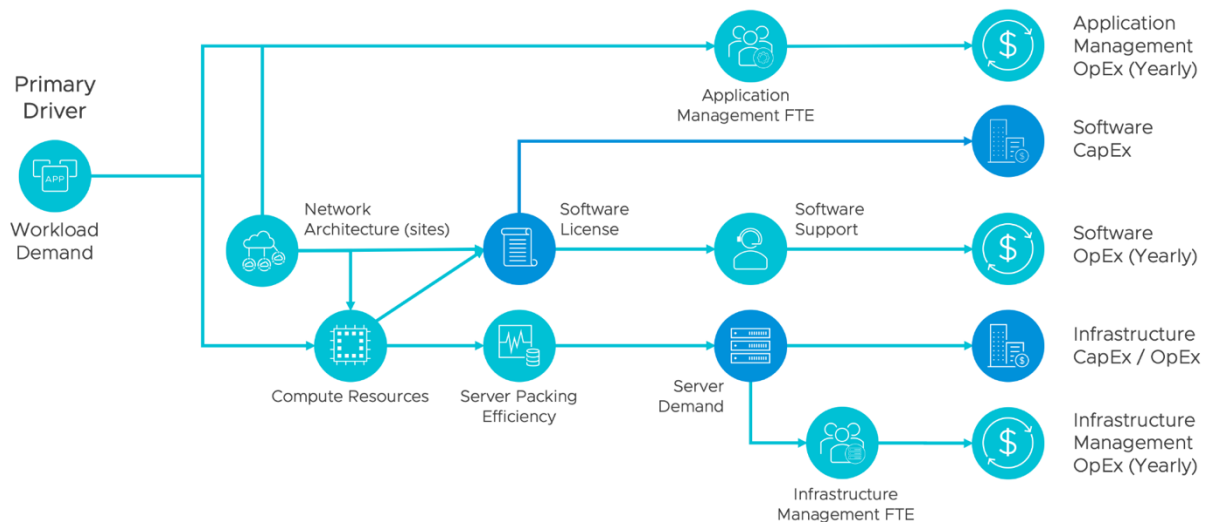 Primary
Driver
APP
Workload
Demand
Network
Architecture (sites)
Compute Resources
Software
License
Server Packing
Efficiency
Application
Management FTE
Software
Support
Server
Demand
Infrastructure
Management FTE
$
Application
Management
OpEx (Yearly)
$
Software
CapEx
$
Software
OpEx (Yearly)
$
Infrastructure
CapEx / OpEx
$
Infrastructure
Management
OpEx (Yearly)